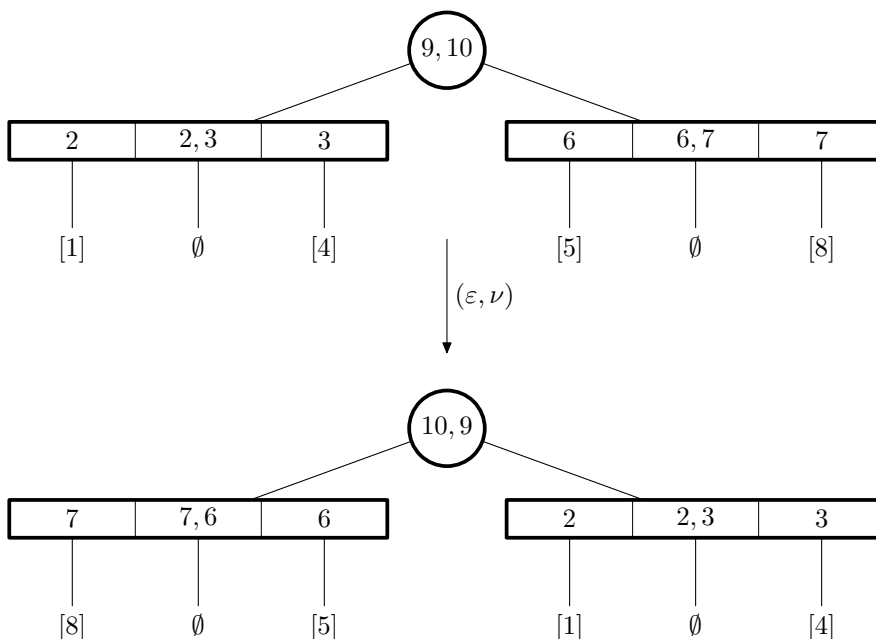 9, 10
2 2, 3 3 6 6, 7 7
[1] ∅ [4] [5] ∅ [8]
(ε, ν)
10, 9
7 7, 6 6 2 2, 3 3
[8] ∅ [5] [1] ∅ [4]